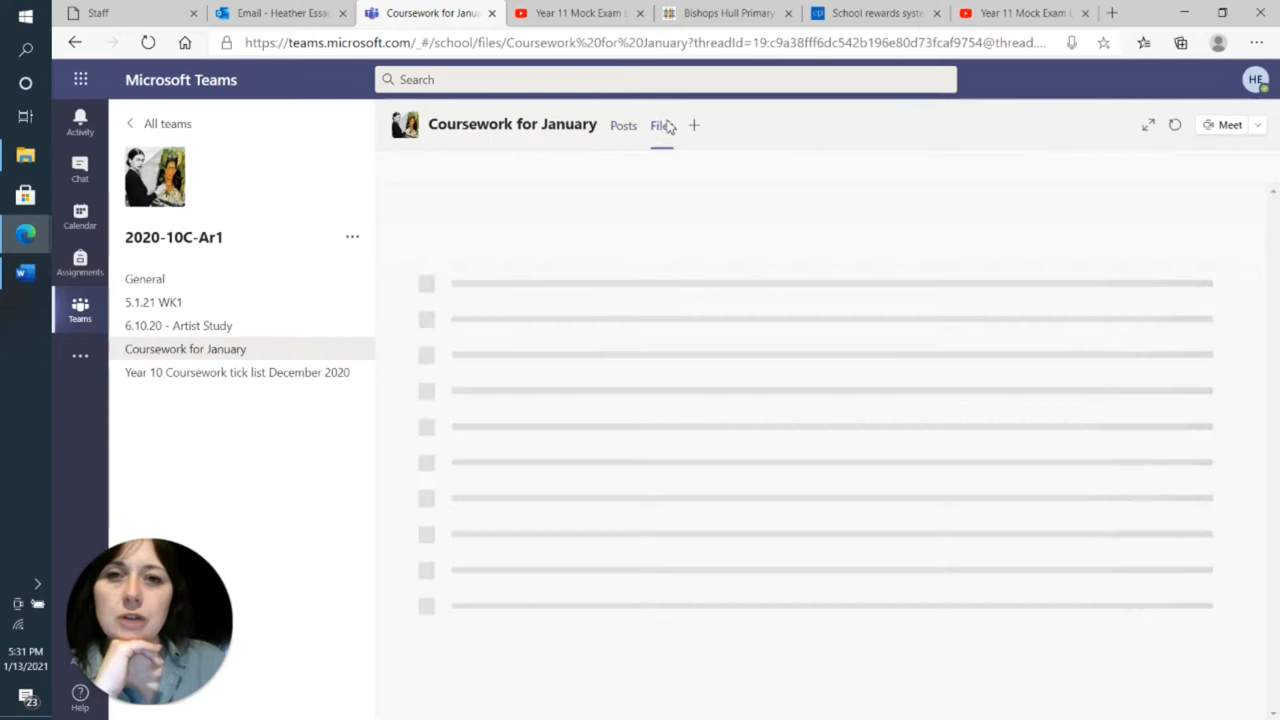 Staff
Email - Heather Essa
Coursework for Janu
Year 11 Mock Exam L
Bishops Hull Primary
School rewards syste
Year 11 Mock Exam L
https://teams.microsoft.com/_#/school/files/Coursework%20for%20January?threadId=19:c9a38fff6dc542b196e80d73fcaf9754@thread....
Microsoft Teams
Search
HE
Activity
Chat
Calendar
Assignments
Teams
Help
All teams
2020-10C-Ar1
General
5.1.21 WK1
6.10.20 - Artist Study
Coursework for January
Year 10 Coursework tick list December 2020
Coursework for January Posts Files
Meet
5:31 PM
1/13/2021
23